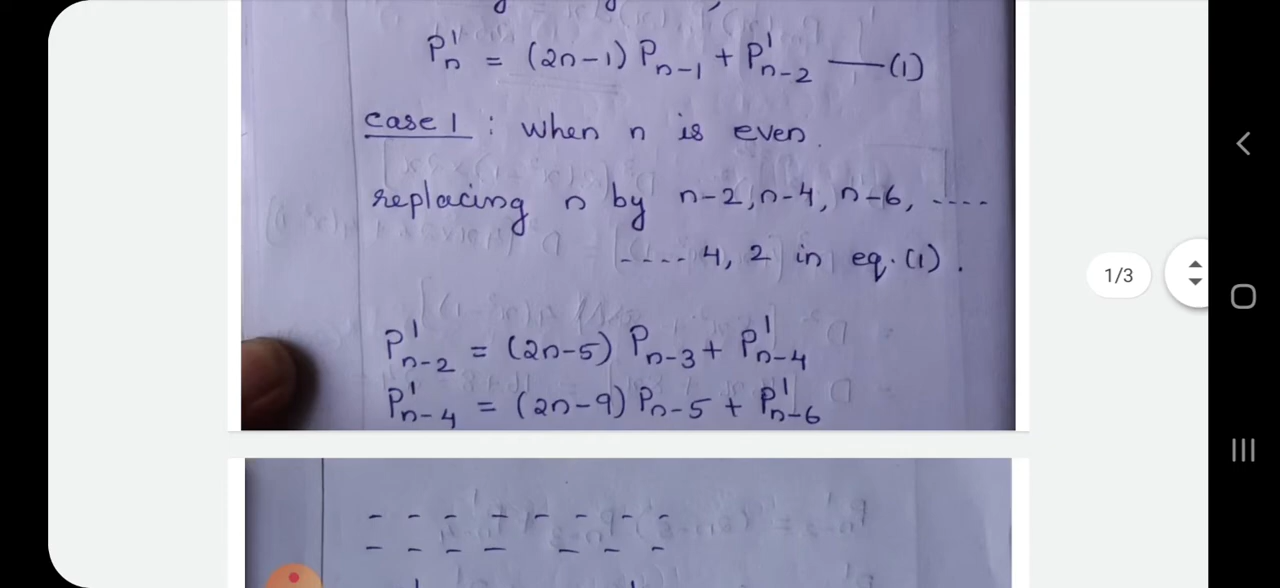 P'n = (2n-1) Pn-1 + P'n-2 —(1)
case 1 : when n is even.
replacing n by n-2, n-4, n-6, ....
.... 4, 2 in eq. (1).
1/3
P'n-2 = (2n-5) Pn-3 + P'n-4
P'n-4 = (2n-9) Pn-5 + P'n-6